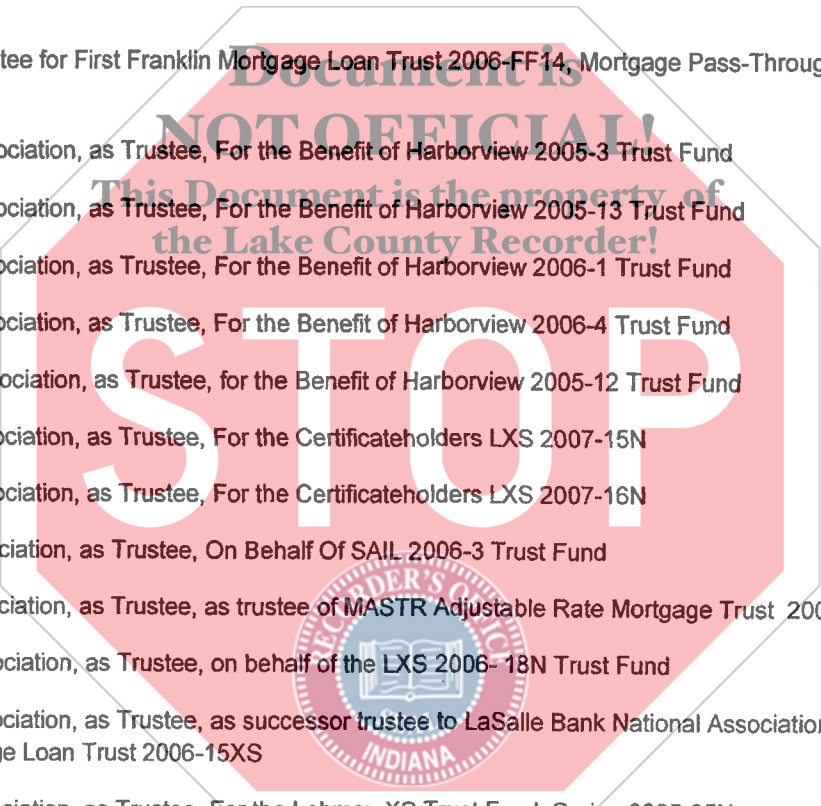 tee for First Franklin Mortgage Loan Trust 2006-FF14, Mortgage Pass-Throug
Document is
NOT OFFICIAL!
ociation, as Trustee, For the Benefit of Harborview 2005-3 Trust Fund
This Document is the property of
ociation, as Trustee, For the Benefit of Harborview 2005-13 Trust Fund
the Lake County Recorder!
ociation, as Trustee, For the Benefit of Harborview 2006-1 Trust Fund
ociation, as Trustee, For the Benefit of Harborview 2006-4 Trust Fund
STOP
ociation, as Trustee, for the Benefit of Harborview 2005-12 Trust Fund
ociation, as Trustee, For the Certificateholders LXS 2007-15N
ociation, as Trustee, For the Certificateholders LXS 2007-16N
ciation, as Trustee, On Behalf Of SAIL 2006-3 Trust Fund
RECORDER'S OFFICE
ciation, as Trustee, as trustee of MASTR Adjustable Rate Mortgage Trust 200
ociation, as Trustee, on behalf of the LXS 2006- 18N Trust Fund
ociation, as Trustee, as successor trustee to LaSalle Bank National Association
ge Loan Trust 2006-15XS
INDIANA